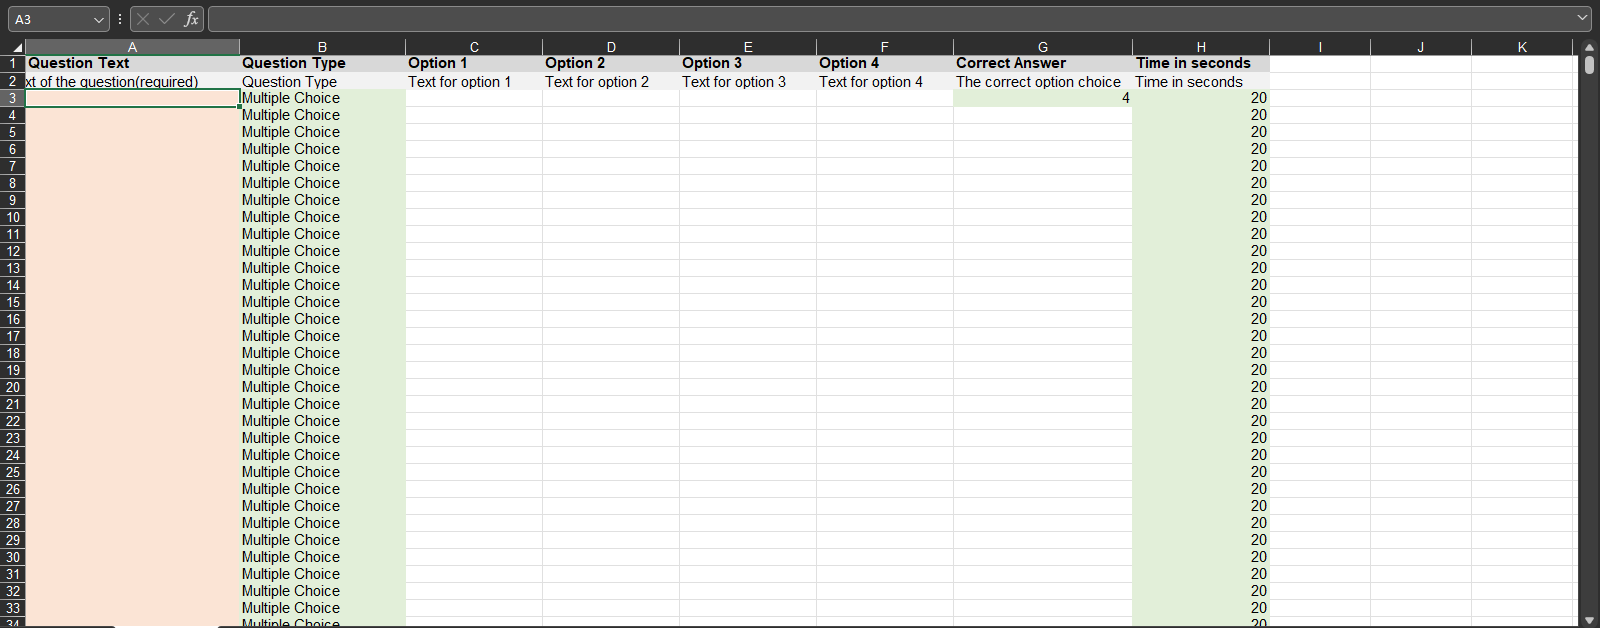 A3 fx
A B C D E F G H I J K
1 Question Text Question Type Option 1 Option 2 Option 3 Option 4 Correct Answer Time in seconds
2 xt of the question(required) Question Type Text for option 1 Text for option 2 Text for option 3 Text for option 4 The correct option choice Time in seconds
3 Multiple Choice 4 20
4 Multiple Choice 20
5 Multiple Choice 20
6 Multiple Choice 20
7 Multiple Choice 20
8 Multiple Choice 20
9 Multiple Choice 20
10 Multiple Choice 20
11 Multiple Choice 20
12 Multiple Choice 20
13 Multiple Choice 20
14 Multiple Choice 20
15 Multiple Choice 20
16 Multiple Choice 20
17 Multiple Choice 20
18 Multiple Choice 20
19 Multiple Choice 20
20 Multiple Choice 20
21 Multiple Choice 20
22 Multiple Choice 20
23 Multiple Choice 20
24 Multiple Choice 20
25 Multiple Choice 20
26 Multiple Choice 20
27 Multiple Choice 20
28 Multiple Choice 20
29 Multiple Choice 20
30 Multiple Choice 20
31 Multiple Choice 20
32 Multiple Choice 20
33 Multiple Choice 20
34 Multiple Choice 20